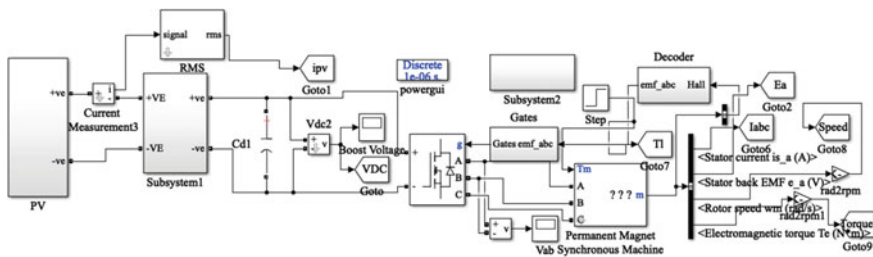 signal rms
RMS
ipv
Goto1
PV
+ve
-ve
i
Current
Measurement3
+VE +ve
-VE -ve
Subsystem1
Cd1
Vdc2
v
Boost Voltage
VDC
Goto
Discrete
1e-06 s
powergui
Subsystem2
Gates
g
A
B
C
Gates emf_abc
Step
Decoder
emf_abc Hall
Tl
Goto7
Tm
A
B
C
? ? ? m
Permanent Magnet
Synchronous Machine
v
Vab
Ea
Goto2
Iabc
Goto6
Speed
Goto8
<Stator current is_a (A)>
<Stator back EMF e_a (V)>
rad2rpm
<Rotor speed wm (rad/s)>
rad2rpm1
<Electromagnetic torque Te (N*m)>
Torque
Goto9